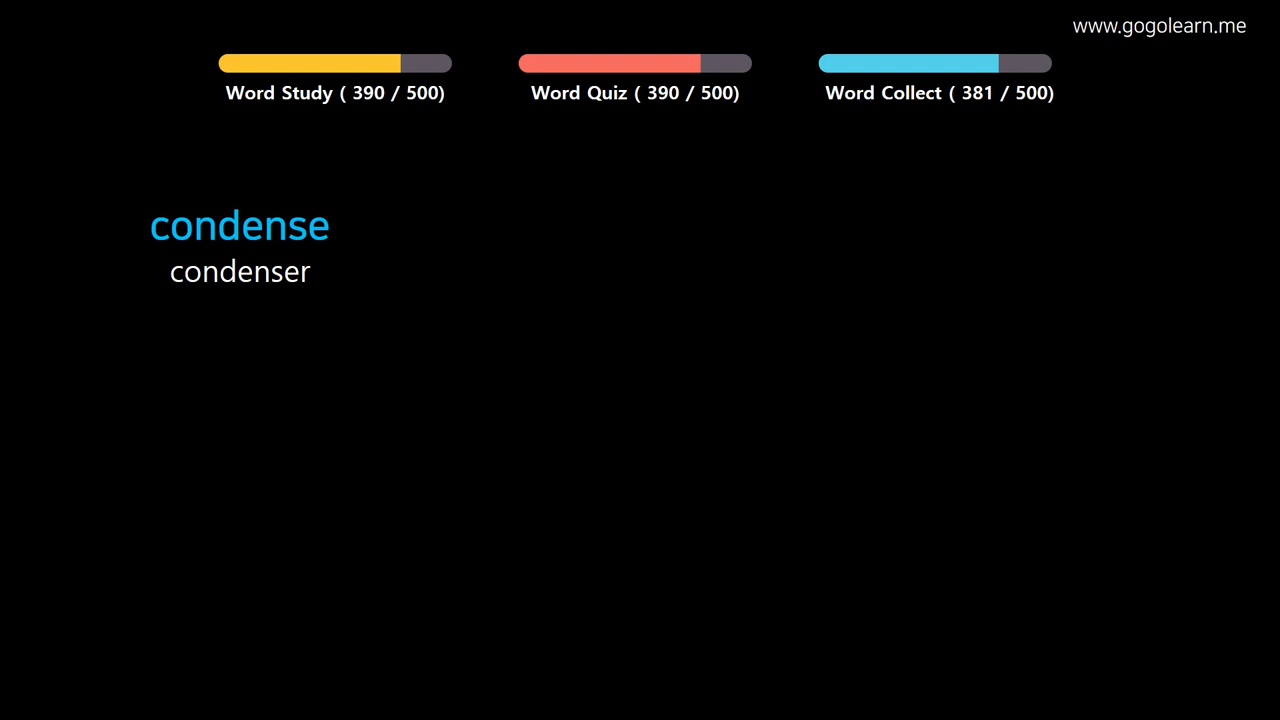 www.gogolearn.me
Word Study ( 390 / 500)
Word Quiz ( 390 / 500)
Word Collect ( 381 / 500)
condense
condenser